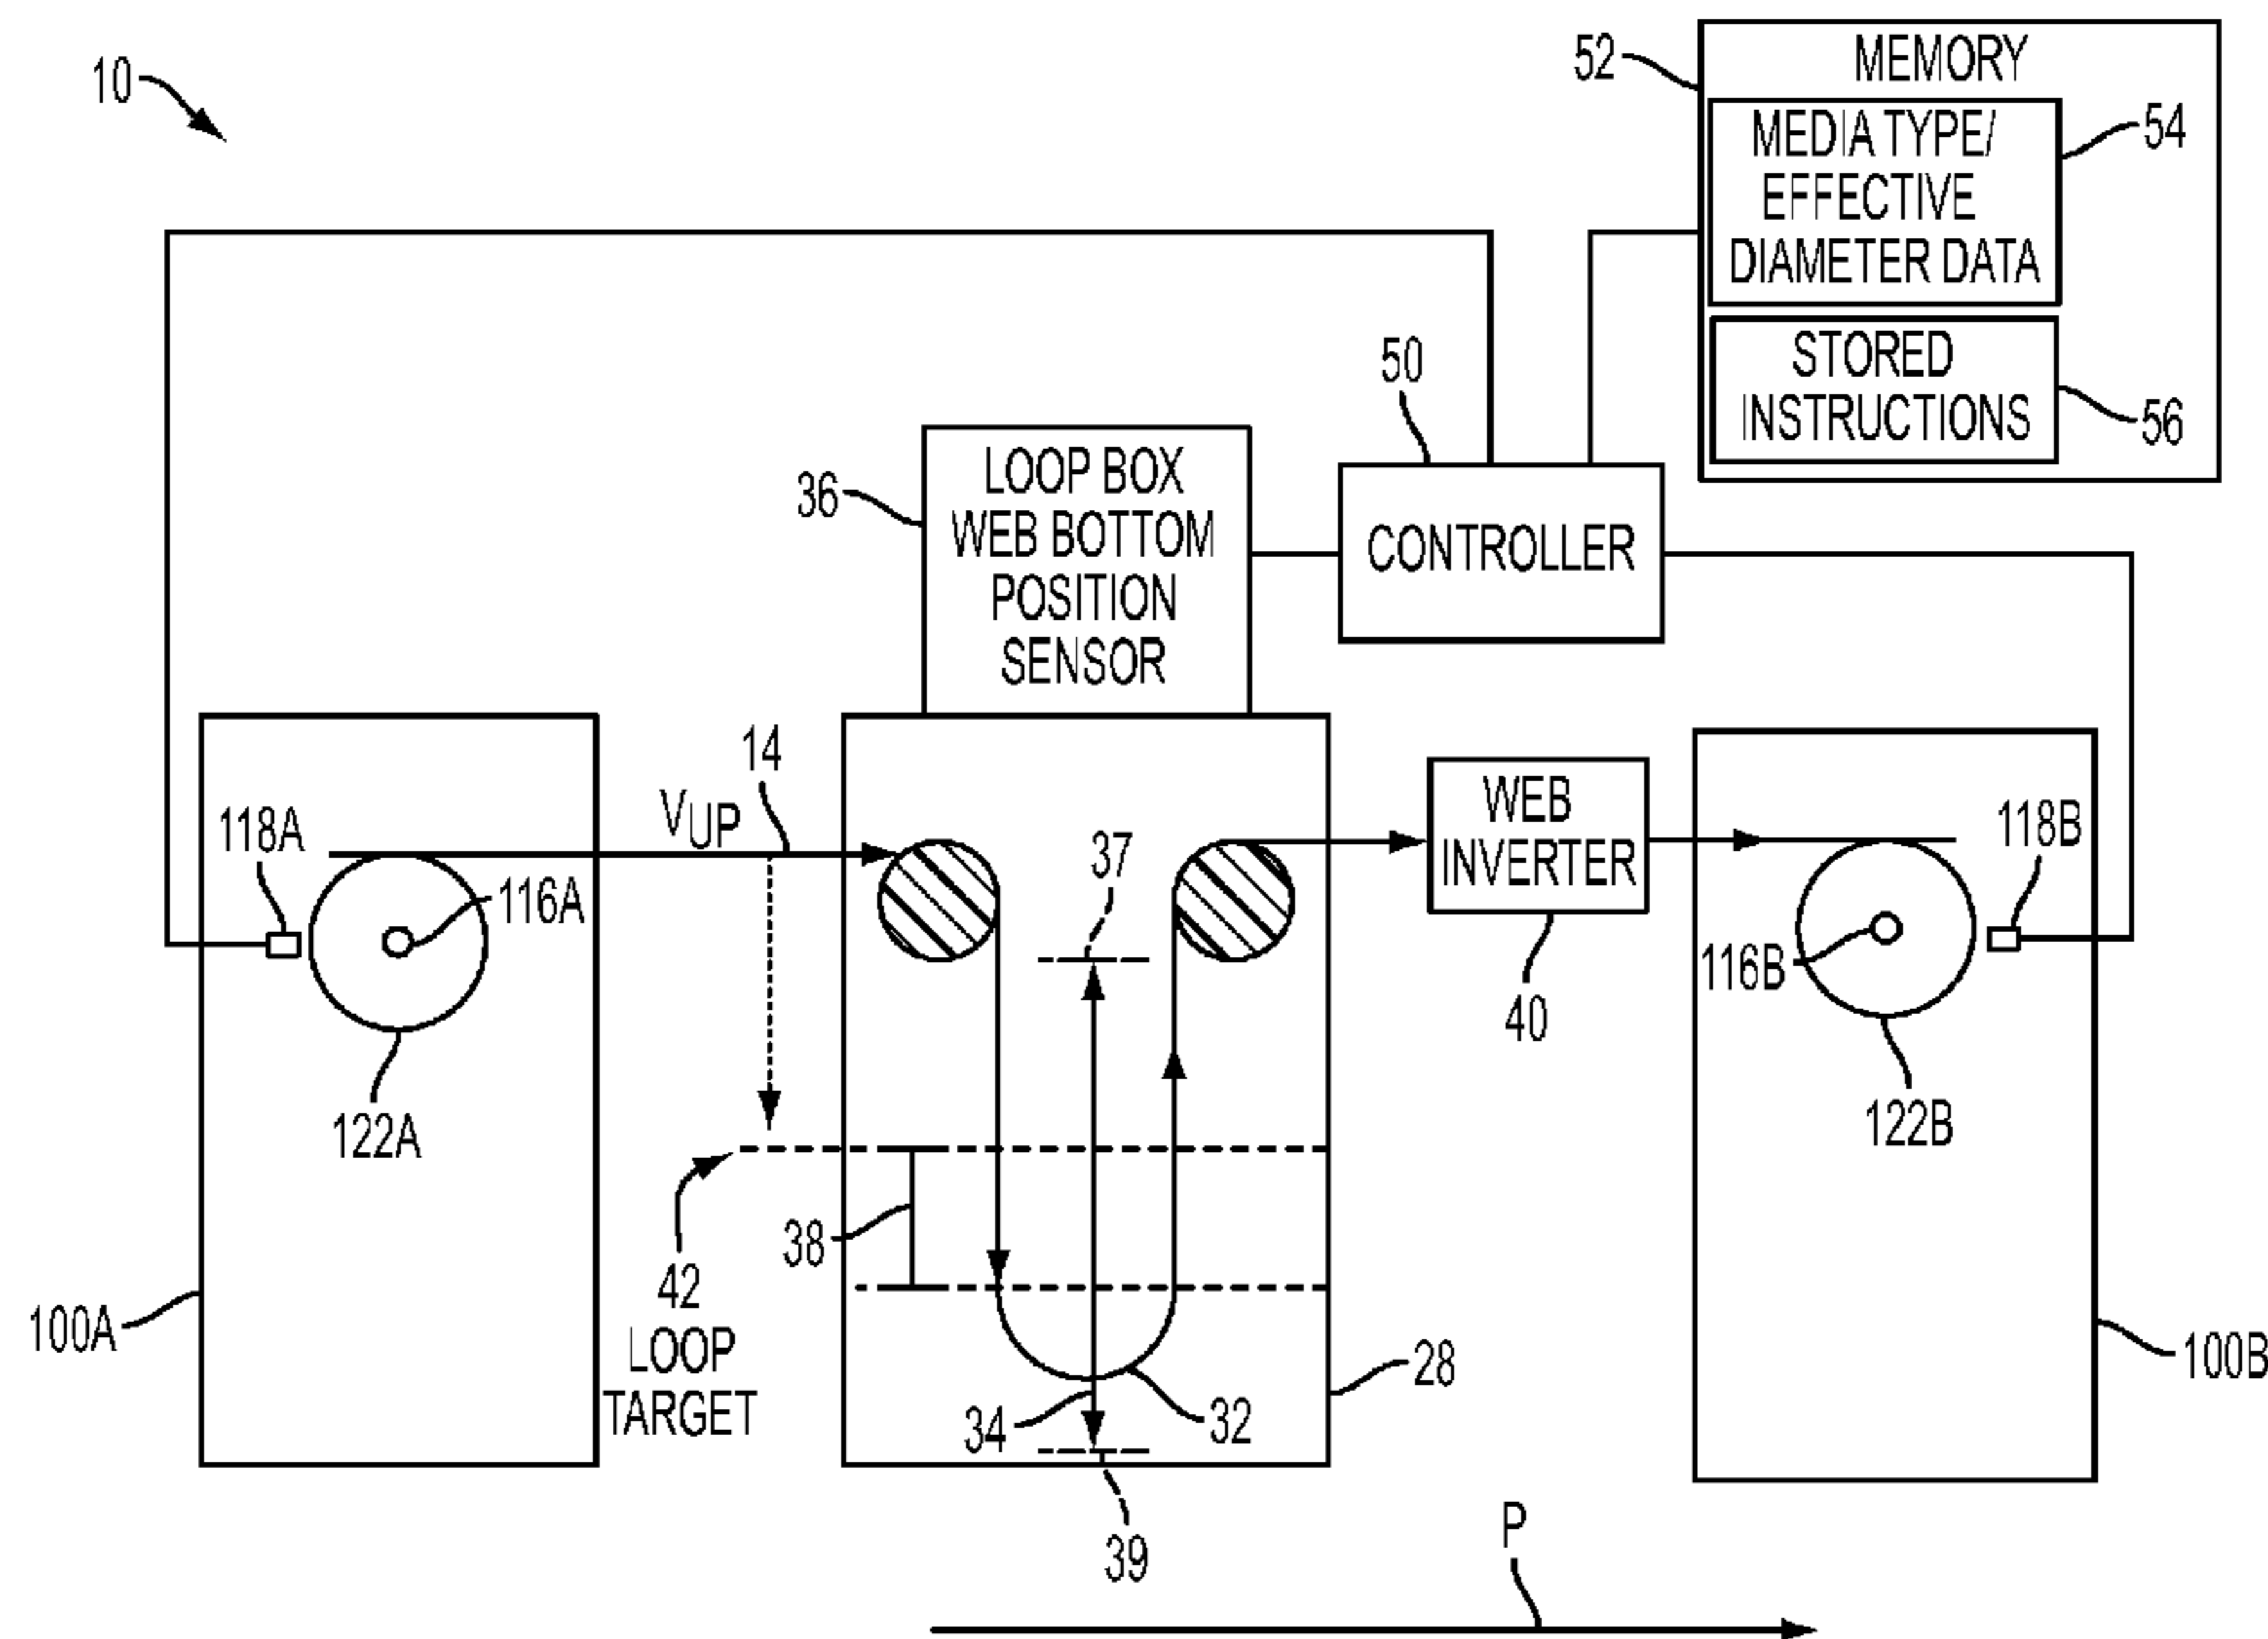 10
52
MEMORY
MEDIA TYPE/
EFFECTIVE
DIAMETER DATA
54
STORED
INSTRUCTIONS
56
50
CONTROLLER
36
LOOP BOX
WEB BOTTOM
POSITION
SENSOR
14
VUP
118A
116A
122A
100A
37
WEB
INVERTER
40
118B
116B
122B
100B
38
42
LOOP
TARGET
34
32
28
39
P